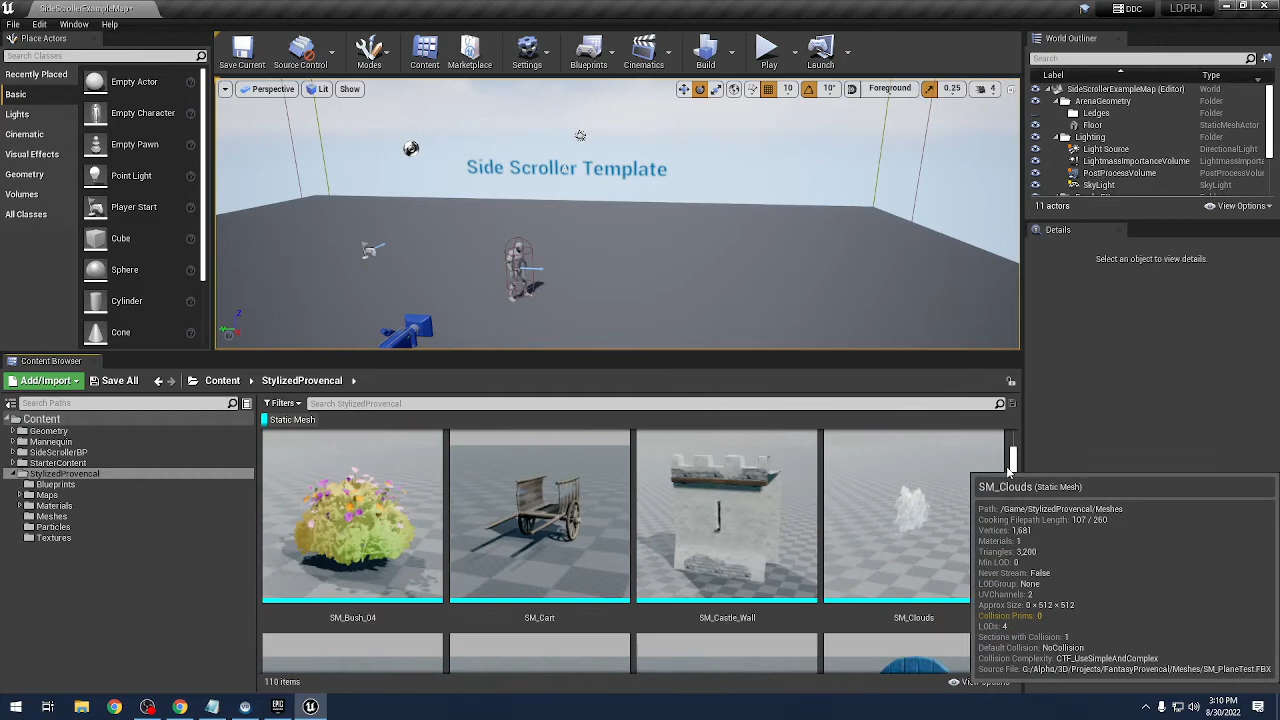 SideScrollerExampleMap*
DDC
LDPRJ
File
Edit
Window
Help
Place Actors
Search Classes
Recently Placed
Basic
Lights
Cinematic
Visual Effects
Geometry
Volumes
All Classes
Empty Actor
Empty Character
Empty Pawn
Point Light
Player Start
Cube
Sphere
Cylinder
Cone
Save Current
Source Control
Modes
Content
Marketplace
Settings
Blueprints
Cinematics
Build
Play
Launch
Perspective
Lit
Show
10
10°
Foreground
0.25
4
Side Scroller Template
World Outliner
Search
Label
Type
SideScrollerExampleMap (Editor)
World
ArenaGeometry
Folder
Ledges
Folder
Floor
StaticMeshActor
Lighting
Folder
Light Source
DirectionalLight
LightmassImportanceVolume
LightmassImportanc
PostProcessVolume
PostProcessVolu
SkyLight
SkyLight
11 actors
View Options
Details
Select an object to view details.
Content Browser
Add/Import
Save All
Content
StylizedProvencal
Search Paths
Filters
Search StylizedProvencal
Content
Geometry
Mannequin
SideScrollerBP
StarterContent
StylizedProvencal
Blueprints
Maps
Materials
Meshes
Particles
Textures
Static Mesh
SM_Bush_04
SM_Cart
SM_Castle_Wall
SM_Clouds
110 items
View Options
SM_Clouds (Static Mesh)
Path: /Game/StylizedProvencal/Meshes
Cooking Filepath Length: 107 / 260
Vertices: 1,681
Materials: 1
Triangles: 3,200
Min LOD: 0
Never Stream: False
LODGroup: None
UVChannels: 2
Approx Size: 0 × 512 × 512
Collision Prims: 0
LODs: 4
Sections with Collision: 1
Default Collision: NoCollision
Collision Complexity: CTF_UseSimpleAndComplex
Source File: G:/Alpha/3D/Projects/FantasyProvencal/Meshes/SM_PlaneTest.FBX
3:10 PM
8/30/2022